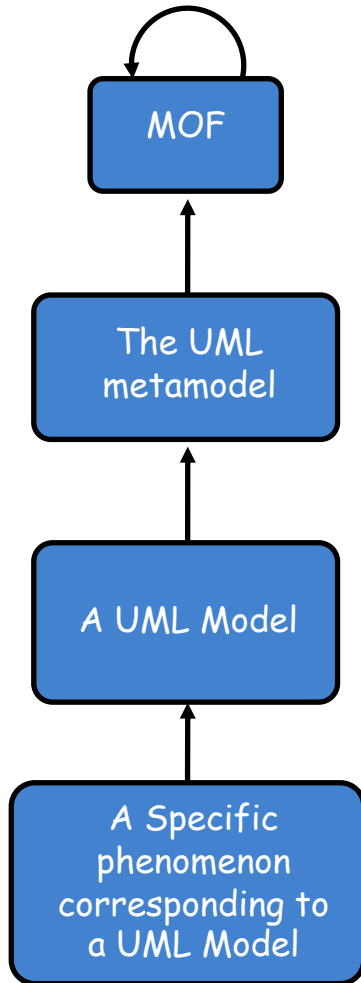 MOF
The UML
metamodel
A UML Model
A Specific
phenomenon
corresponding to
a UML Model